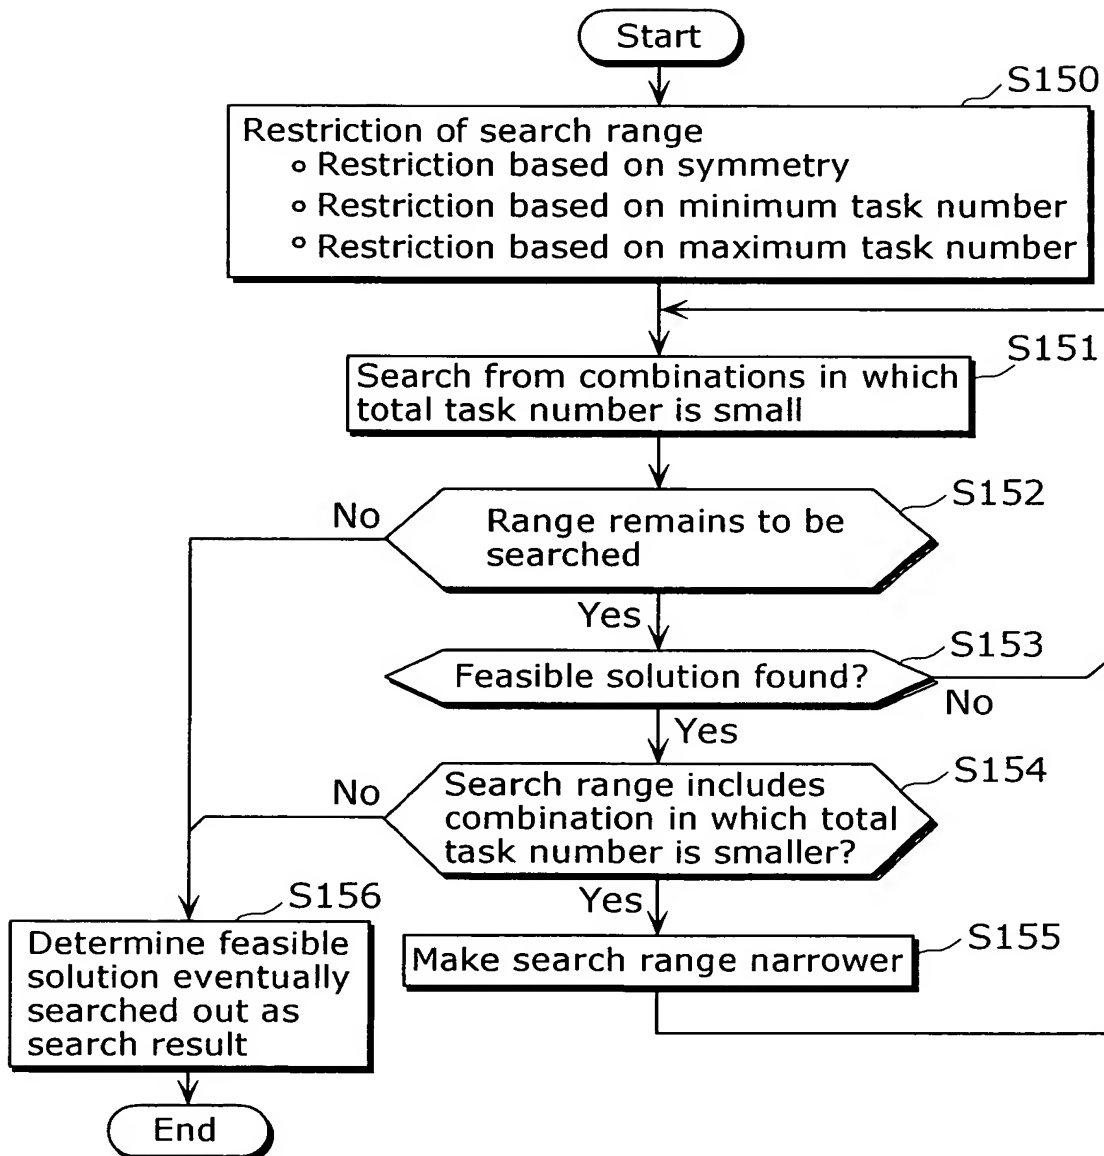 Start
S150
Restriction of search range
o Restriction based on symmetry
o Restriction based on minimum task number
o Restriction based on maximum task number
S151
Search from combinations in which
total task number is small
S152
No
Range remains to be
searched
Yes
S153
Feasible solution found?
No
Yes
S154
No
Search range includes
combination in which total
task number is smaller?
Yes
S156
S155
Determine feasible
solution eventually
searched out as
search result
Make search range narrower
End